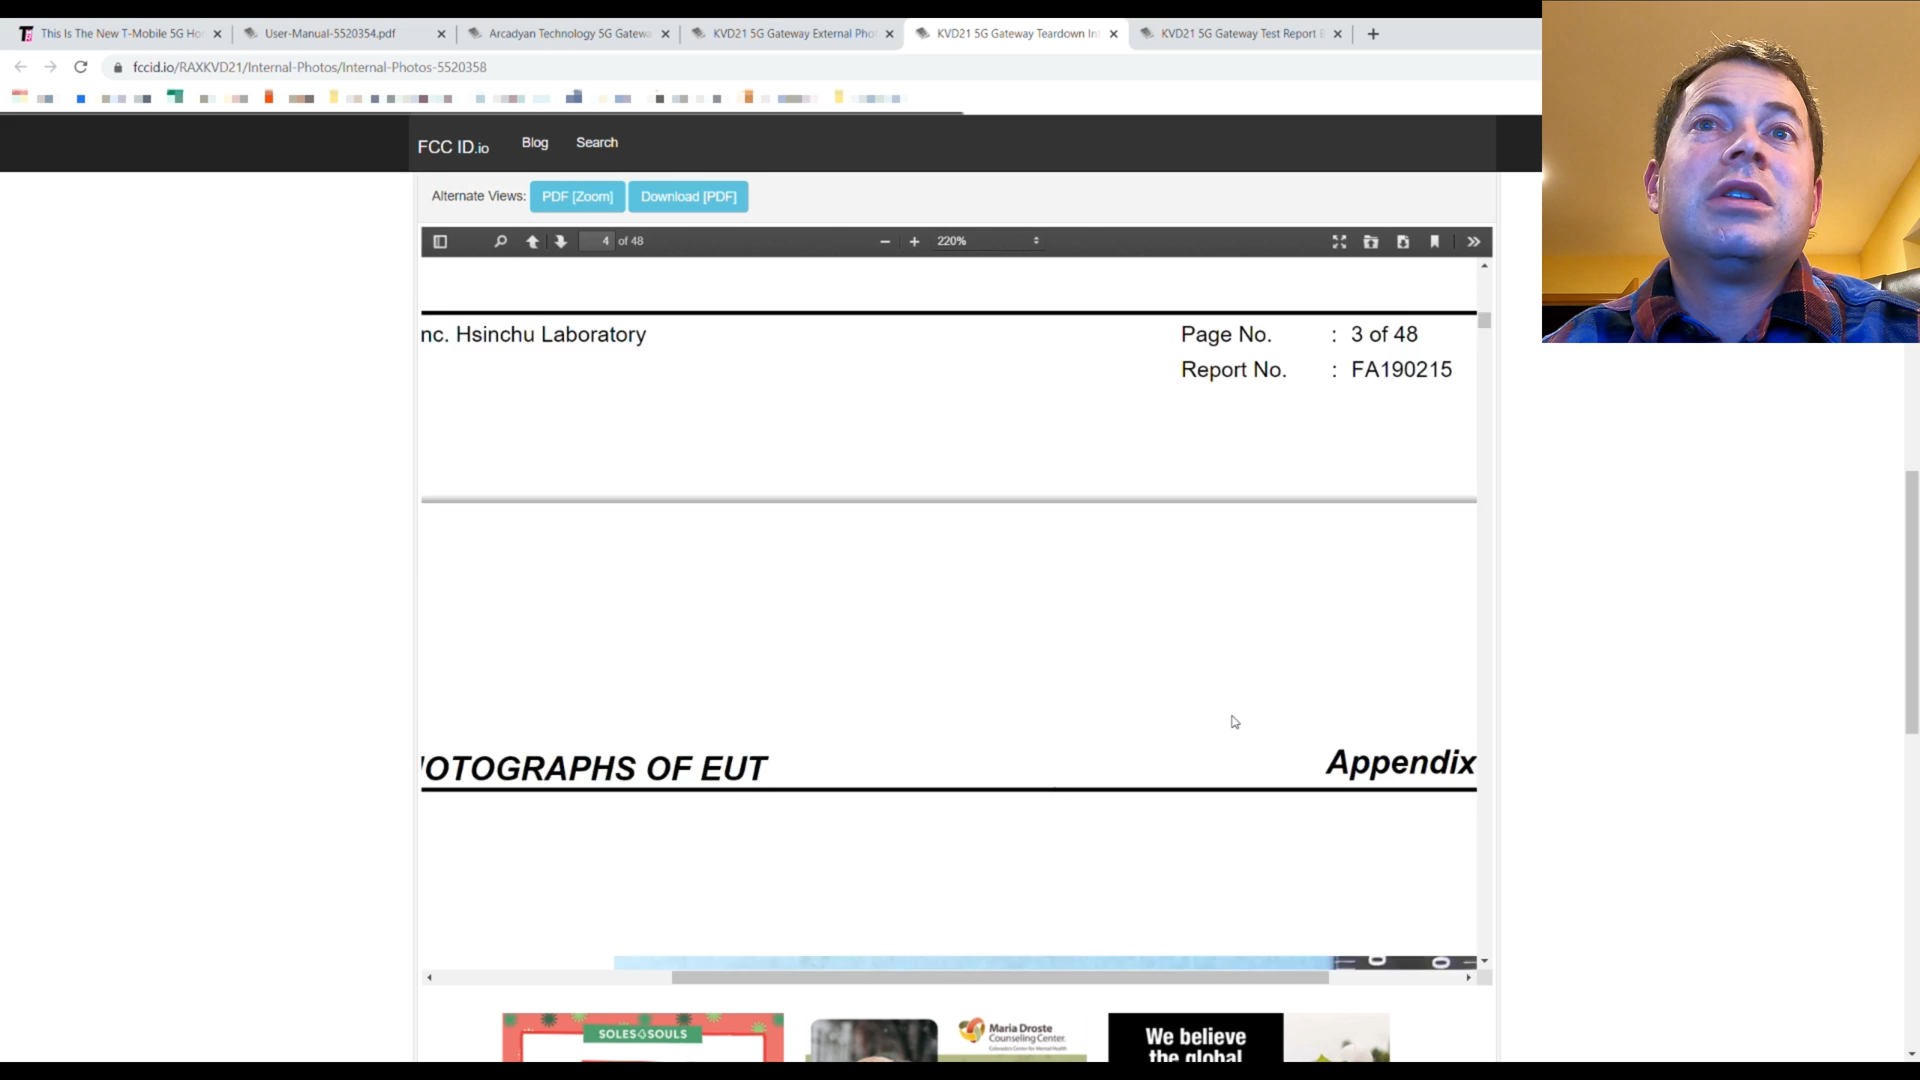 This Is The New T-Mobile 5G Ho
User-Manual-5520354.pdf
Arcadyan Technology 5G Gatewa
KVD21 5G Gateway External Pho
KVD21 5G Gateway Teardown In
KVD21 5G Gateway Test Report
fccid.io/RAXKVD21/Internal-Photos/Internal-Photos-5520358
FCC ID.io
Blog
Search
Alternate Views:
PDF [Zoom]
Download [PDF]
4 of 48
220%
nc. Hsinchu Laboratory
Page No. : 3 of 48
Report No. : FA190215
OTOGRAPHS OF EUT
Appendix
SOLES4SOULS
Maria Droste
Counseling Center.
We believe
the global